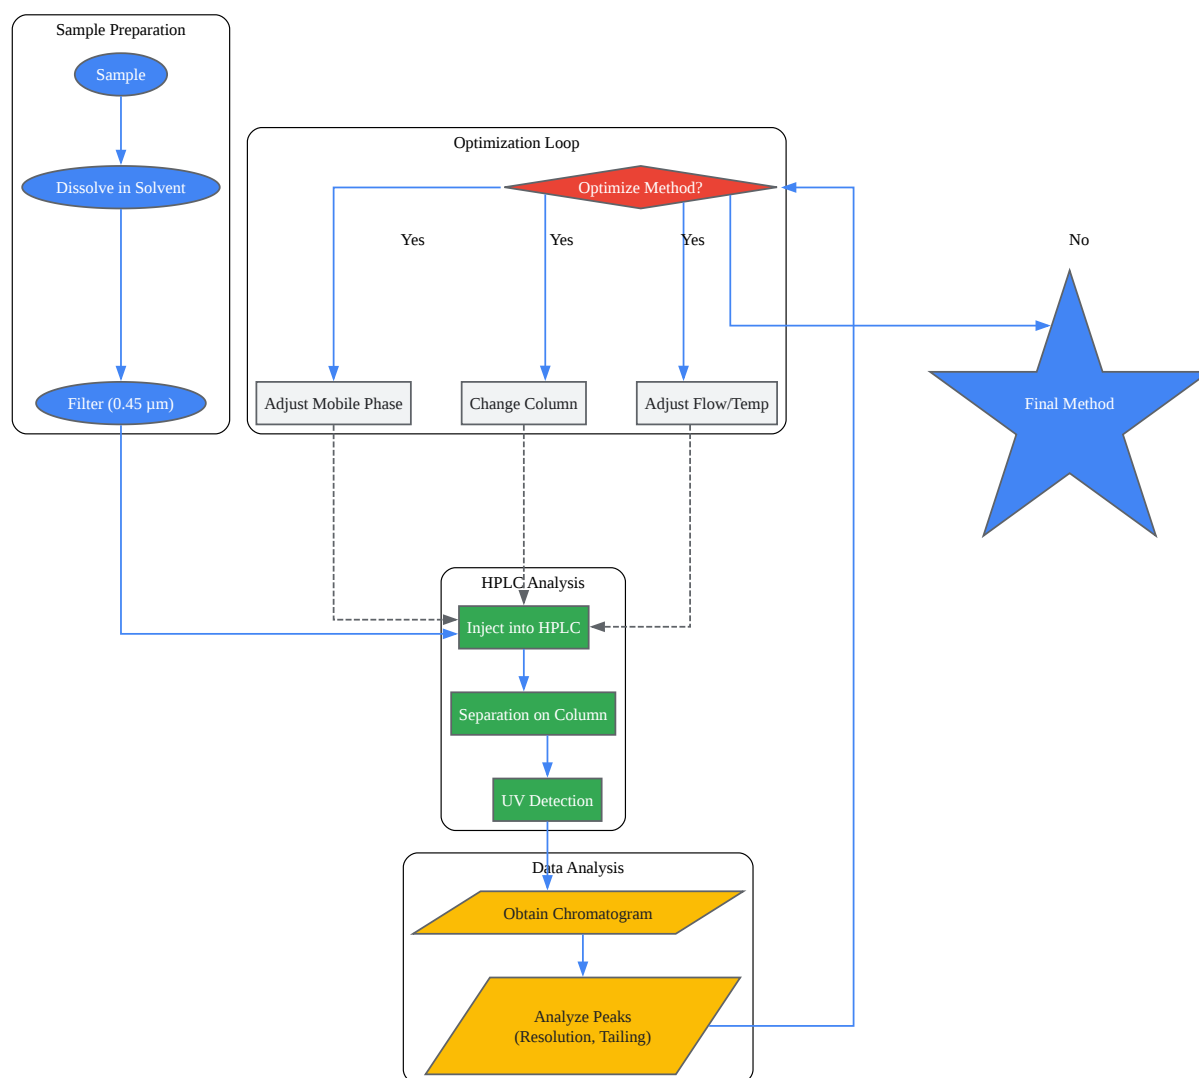 Sample Preparation
Sample
Dissolve in Solvent
Filter (0.45 µm)
Optimization Loop
Optimize Method?
Yes
Yes
Yes
No
Adjust Mobile Phase
Change Column
Adjust Flow/Temp
Final Method
HPLC Analysis
Inject into HPLC
Separation on Column
UV Detection
Data Analysis
Obtain Chromatogram
Analyze Peaks
(Resolution, Tailing)